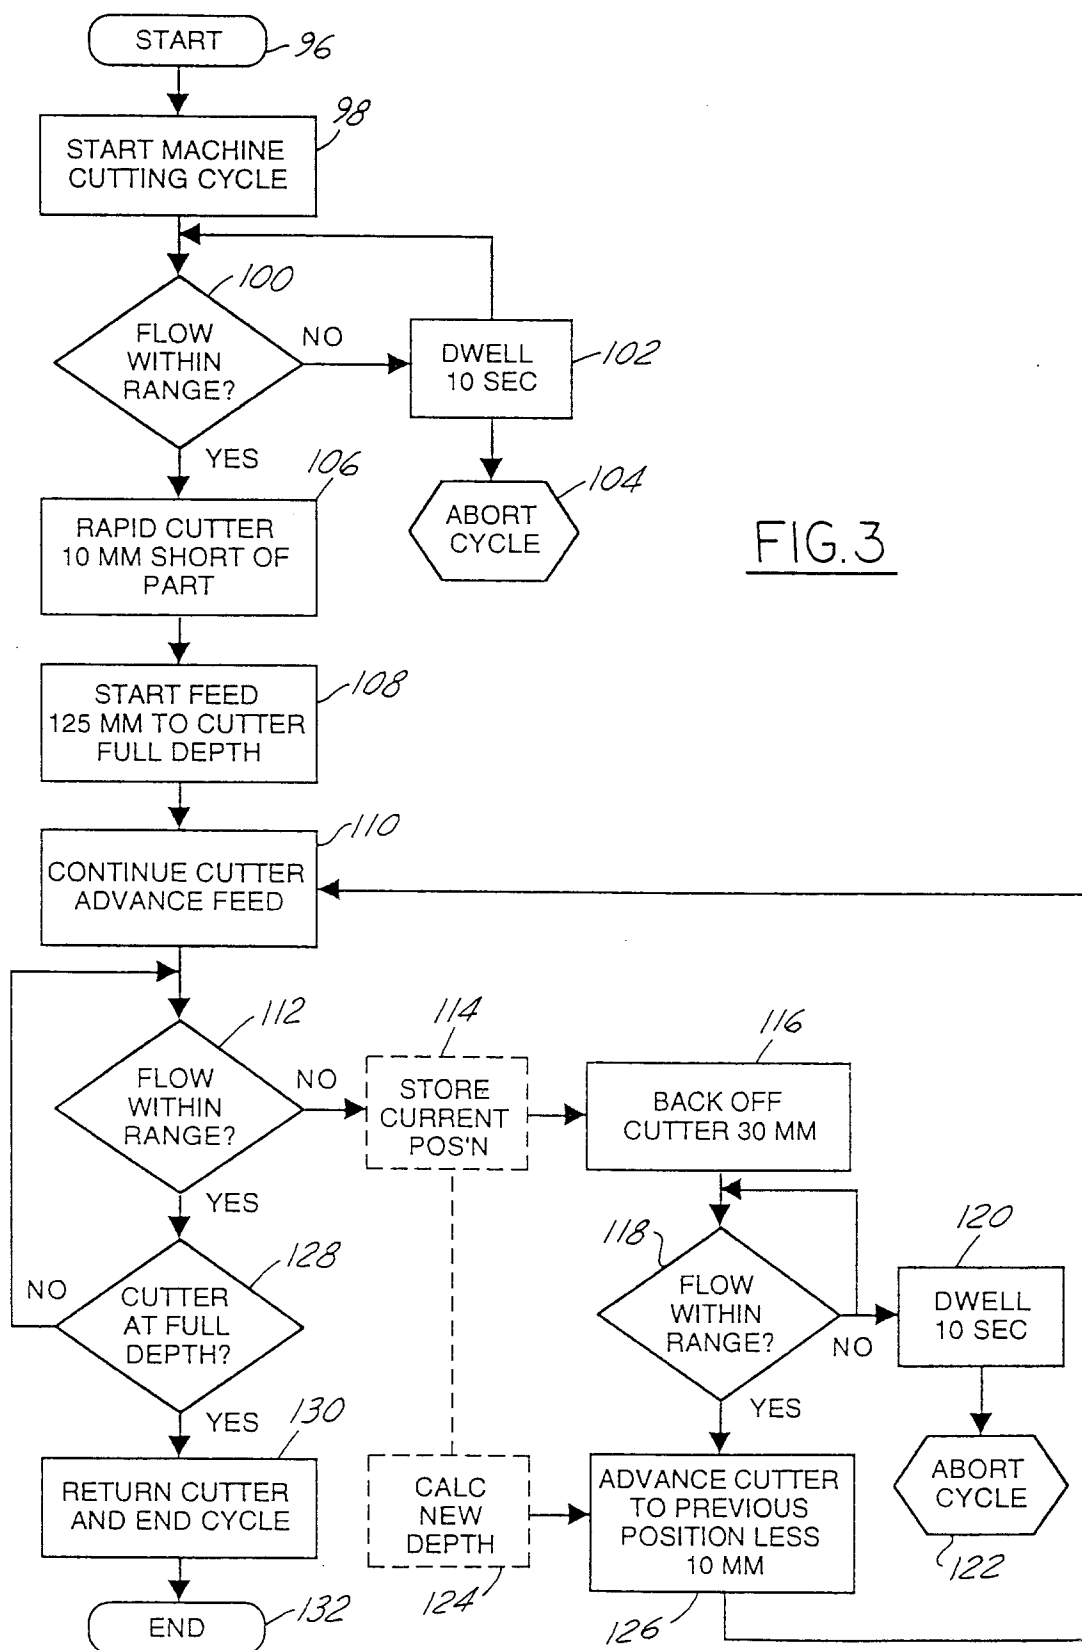 START
96
98
START MACHINE
CUTTING CYCLE
100
FLOW
WITHIN
RANGE?
NO
DWELL
10 SEC
102
YES
106
104
ABORT
CYCLE
RAPID CUTTER
10 MM SHORT OF
PART
FIG.3
108
START FEED
125 MM TO CUTTER
FULL DEPTH
110
CONTINUE CUTTER
ADVANCE FEED
112
FLOW
WITHIN
RANGE?
NO
114
STORE
CURRENT
POS'N
116
BACK OFF
CUTTER 30 MM
YES
118
FLOW
WITHIN
RANGE?
NO
120
DWELL
10 SEC
128
NO
CUTTER
AT FULL
DEPTH?
YES
YES
130
RETURN CUTTER
AND END CYCLE
CALC
NEW
DEPTH
124
ADVANCE CUTTER
TO PREVIOUS
POSITION LESS
10 MM
126
ABORT
CYCLE
122
END
132